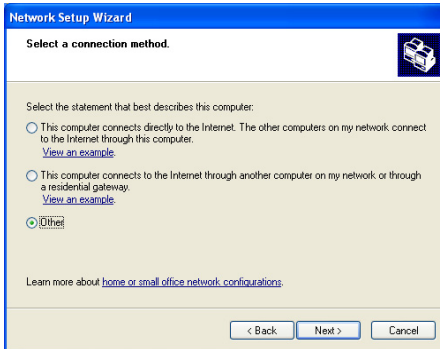 Network Setup Wizard
Select a connection method.
Select the statement that best describes this computer:
This computer connects directly to the Internet. The other computers on my network connect
to the Internet through this computer.
View an example.
This computer connects to the Internet through another computer on my network or through
a residential gateway.
View an example.
Other
Learn more about home or small office network configurations.
< Back Next > Cancel